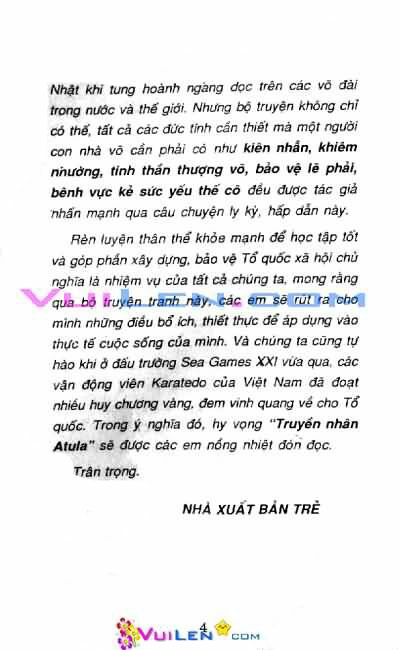 Nhật khi tung hoành ngang dọc trên các võ đài
trong nước và thế giới. Nhưng bộ truyện không chỉ
có thế, tất cả các đức tính cần thiết mà một người
con nhà võ cần phải có như kiên nhẫn, khiêm
nhường, tinh thần thượng võ, bảo vệ lẽ phải,
bênh vực kẻ sức yếu thế cô đều được tác giả
nhấn mạnh qua câu chuyện ly kỳ, hấp dẫn này.
Rèn luyện thân thể khỏe mạnh để học tập tốt
và góp phần xây dựng, bảo vệ Tổ quốc xã hội chủ
nghĩa là nhiệm vụ của tất cả chúng ta, mong rằng
qua bộ truyện tranh này, các em sẽ rút ra cho
VUILEN.COM
mình những điều bổ ích, thiết thực để áp dụng vào
thực tế cuộc sống của mình. Và chúng ta cũng tự
hào khi ở đấu trường Sea Games XXI vừa qua, các
vận động viên Karatedo của Việt Nam đã đoạt
nhiều huy chương vàng, đem vinh quang về cho Tổ
quốc. Trong ý nghĩa đó, hy vọng "Truyền nhân
Atula" sẽ được các em nồng nhiệt đón đọc.
Trân trọng.
NHÀ XUẤT BẢN TRẺ
4
VUILEN.COM